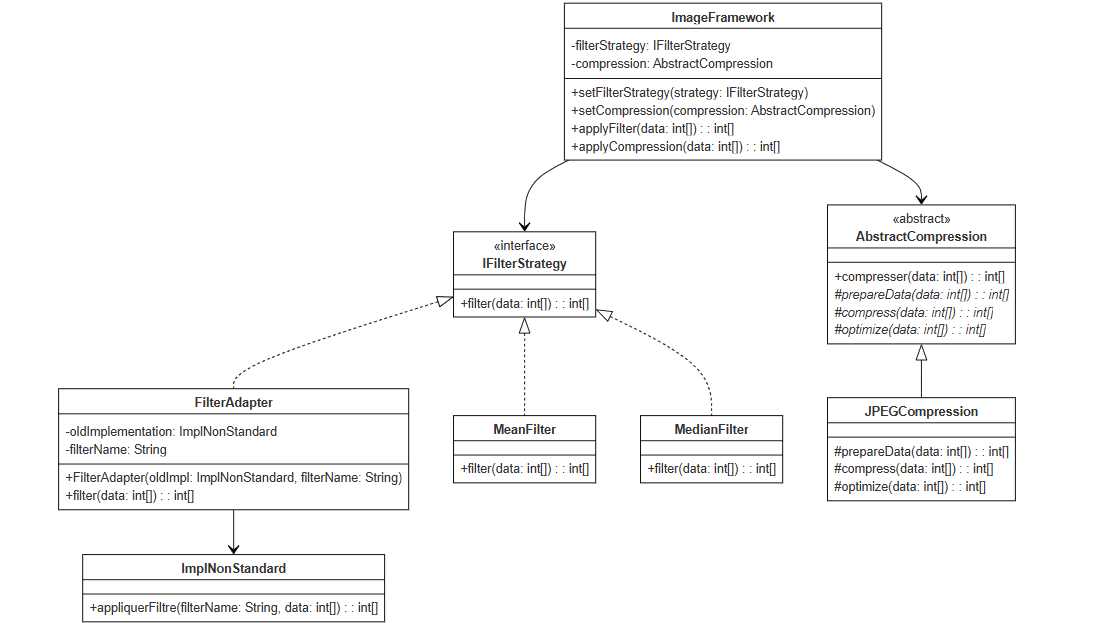 ImageFramework
-filterStrategy: IFilterStrategy
-compression: AbstractCompression
+setFilterStrategy(strategy: IFilterStrategy)
+setCompression(compression: AbstractCompression)
+applyFilter(data: int[]) : : int[]
+applyCompression(data: int[]) : : int[]
«interface»
IFilterStrategy
+filter(data: int[]) : : int[]
«abstract»
AbstractCompression
+compresser(data: int[]) : : int[]
#prepareData(data: int[]) : : int[]
#compress(data: int[]) : : int[]
#optimize(data: int[]) : : int[]
FilterAdapter
-oldImplementation: ImplNonStandard
-filterName: String
+FilterAdapter(oldImpl: ImplNonStandard, filterName: String)
+filter(data: int[]) : : int[]
MeanFilter
+filter(data: int[]) : : int[]
MedianFilter
+filter(data: int[]) : : int[]
JPEGCompression
#prepareData(data: int[]) : : int[]
#compress(data: int[]) : : int[]
#optimize(data: int[]) : : int[]
ImplNonStandard
+appliquerFiltre(filterName: String, data: int[]) : : int[]